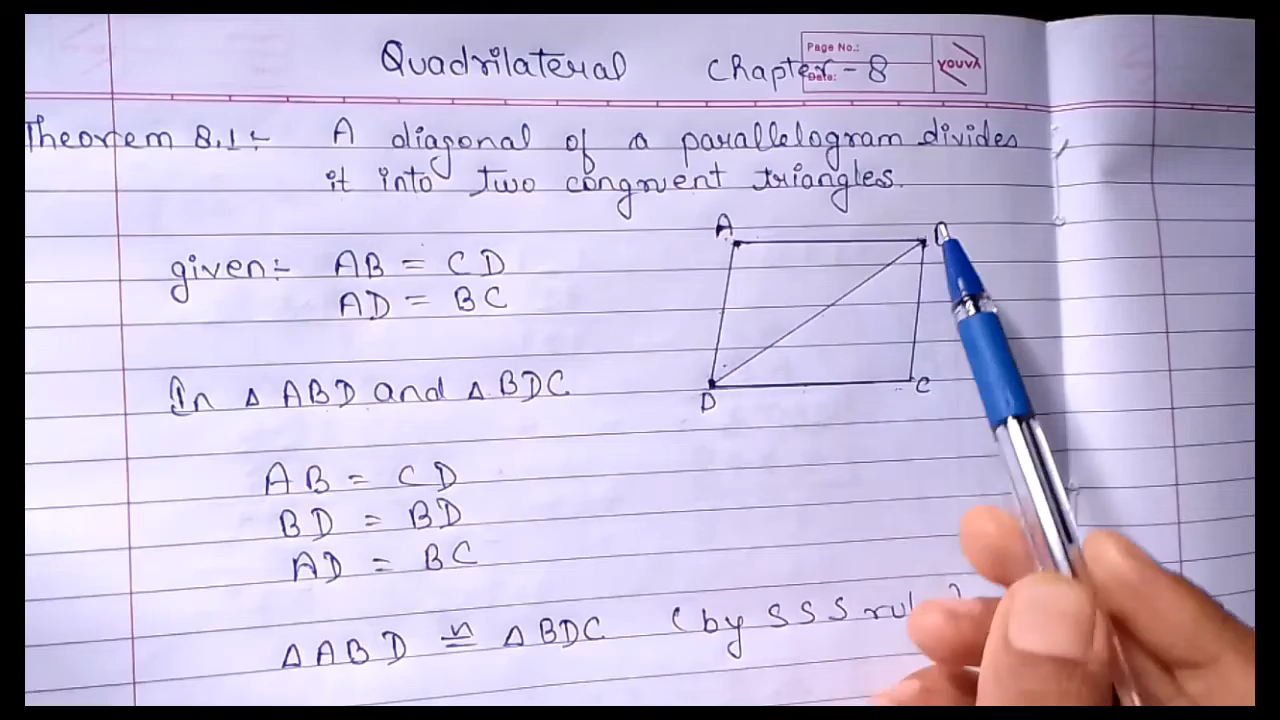 Quadrilateral Chapter - 8
Page No.:
Date:
YOUVA
Theorem 8.1 :- A diagonal of a parallelogram divides
it into two congruent triangles.
A
given :- AB = CD
AD = BC
In Δ ABD and Δ BDC
D C
AB = CD
BD = BD
AD = BC
Δ ABD ≅ Δ BDC (by SSS